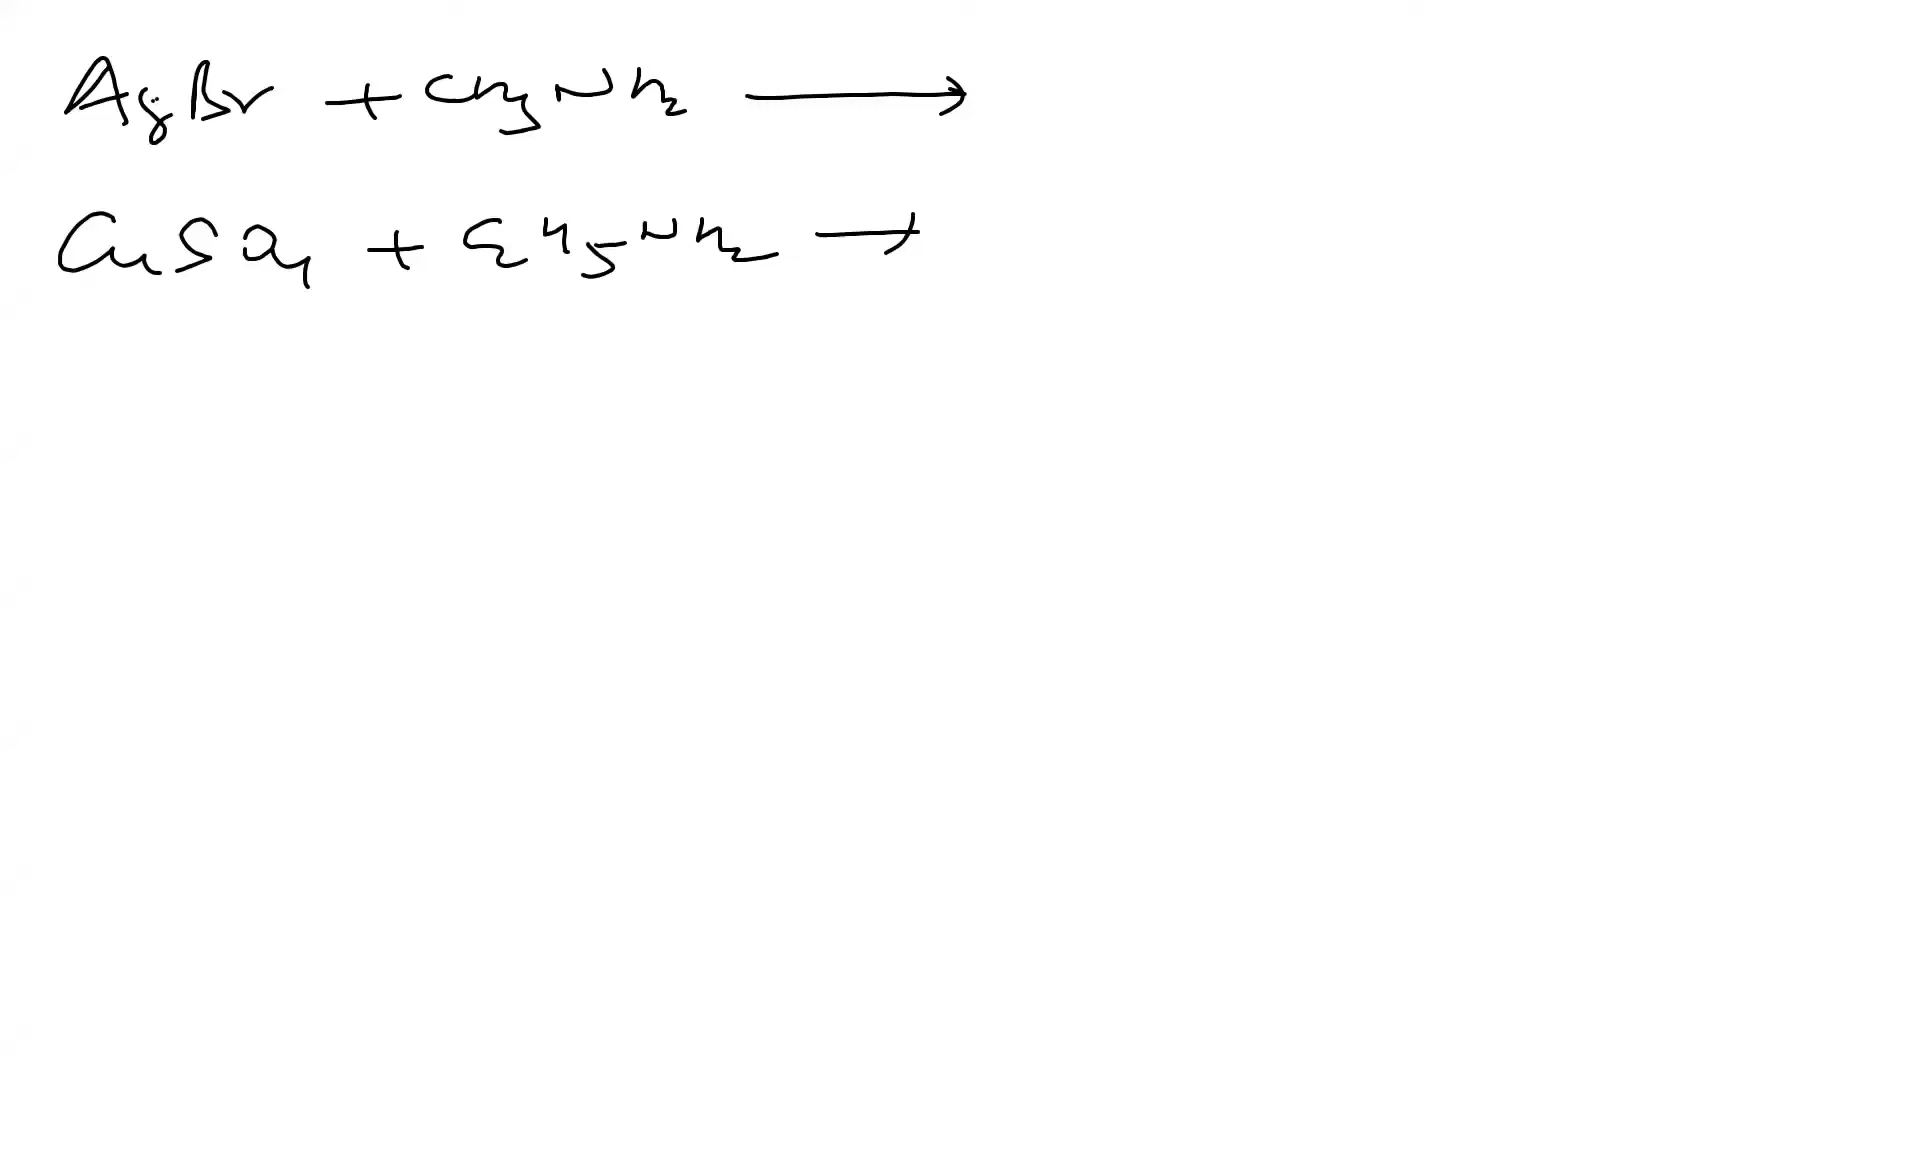 AgBr + CH₃NH₂ ⟶
CuSO₄ + C₂H₅NH₂ →